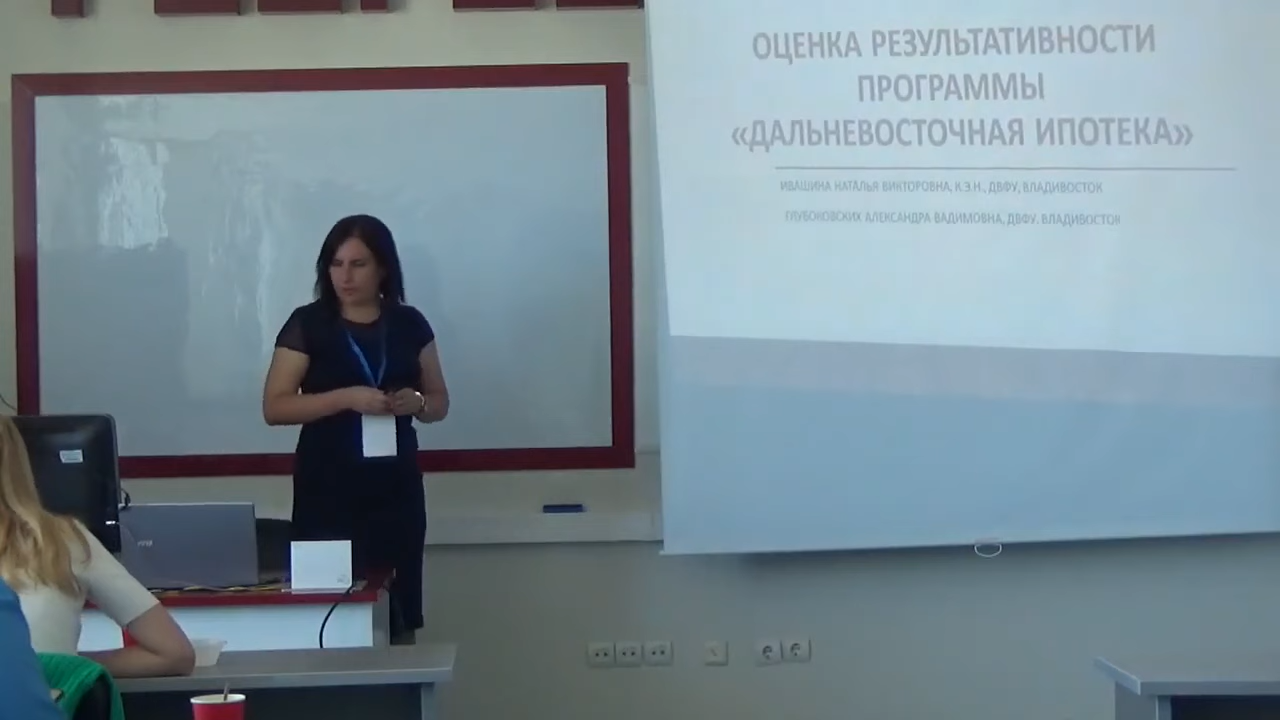 ОЦЕНКА РЕЗУЛЬТАТИВНОСТИ
ПРОГРАММЫ
«ДАЛЬНЕВОСТОЧНАЯ ИПОТЕКА»
ИВАШИНА НАТАЛЬЯ ВИКТОРОВНА, К.Э.Н., ДВФУ, ВЛАДИВОСТОК
ГЛУБОКОВСКИХ АЛЕКСАНДРА ВАДИМОВНА, ДВФУ, ВЛАДИВОСТОК